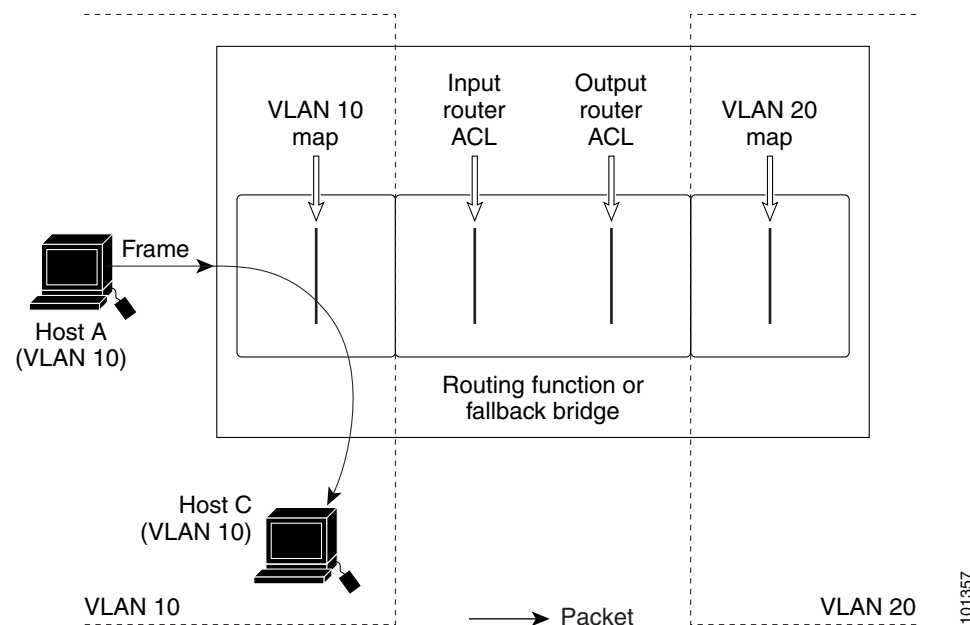 VLAN 10
map
Input
router
ACL
Output
router
ACL
VLAN 20
map
Frame
Host A
(VLAN 10)
Routing function or
fallback bridge
Host C
(VLAN 10)
VLAN 10
Packet
VLAN 20
101357